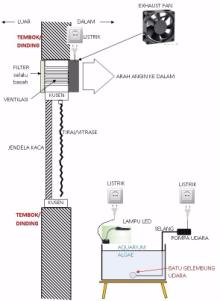 EXHAUST FAN
LUAR
DALAM
TEMBOK/
DINDING
LISTRIK
FILTER
selalu
basah
ARAH ANGIN KE DALAM
VENTILASI
KUSEN
TIRAI/VITRASE
JENDELA KACA
KUSEN
TEMBOK/
DINDING
LISTRIK
LISTRIK
LAMPU LED
SELANG
POMPA UDARA
AQUARIUM
ALGAE
BATU GELEMBUNG
UDARA